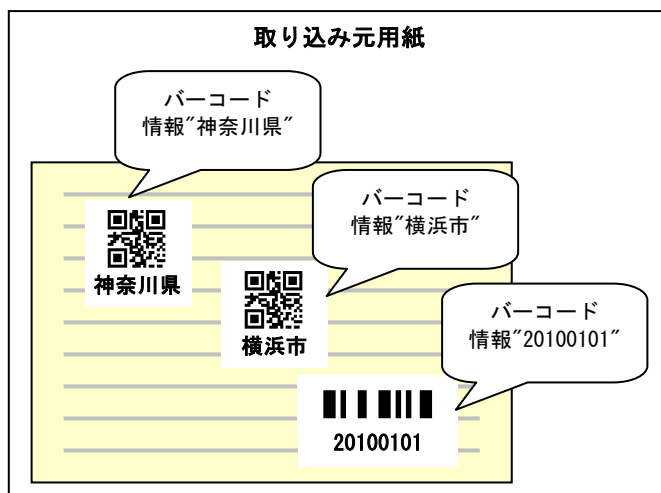 取り込み元用紙
バーコード
情報"神奈川県"
バーコード
情報"横浜市"
神奈川県
バーコード
情報"20100101"
横浜市
20100101